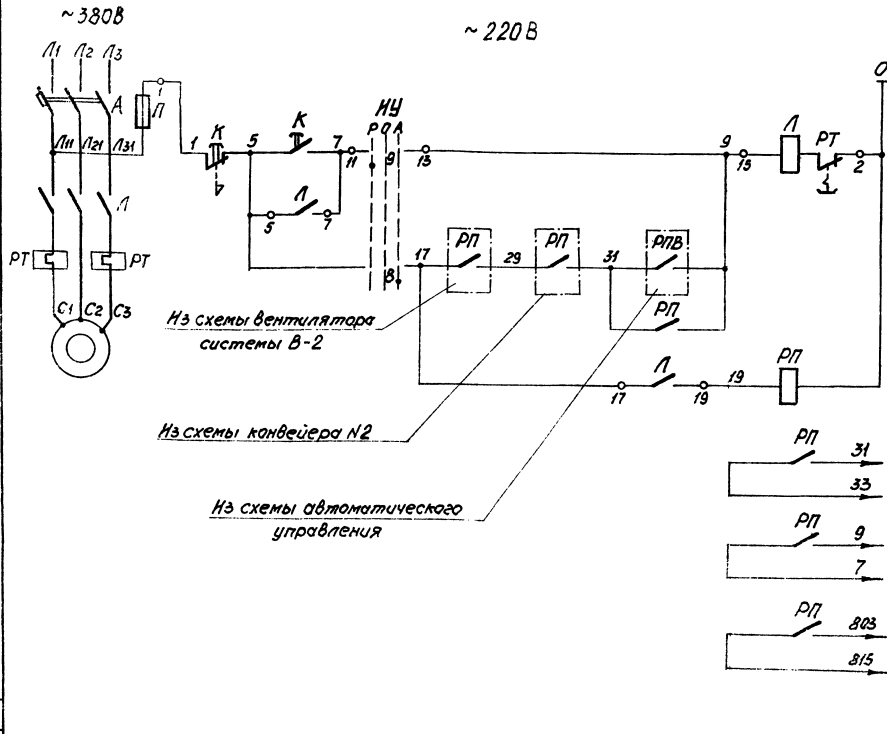 ~380В
~220В
Л1 Л2 Л3
О
А
П
1
ИУ
Р О А
К
К
1
5
7
11
9
13
9
15
Л
РТ
2
Л11 Л21 Л31
Л
Л
5
7
РТ
РТ
8
17
РП
29
РП
31
РПВ
РП
С1 С2 С3
Из схемы вентилятора
системы В-2
17
Л
19
19
РП
Из схемы конвейера N2
Из схемы автоматического
управления
РП
31
33
РП
9
7
РП
803
815